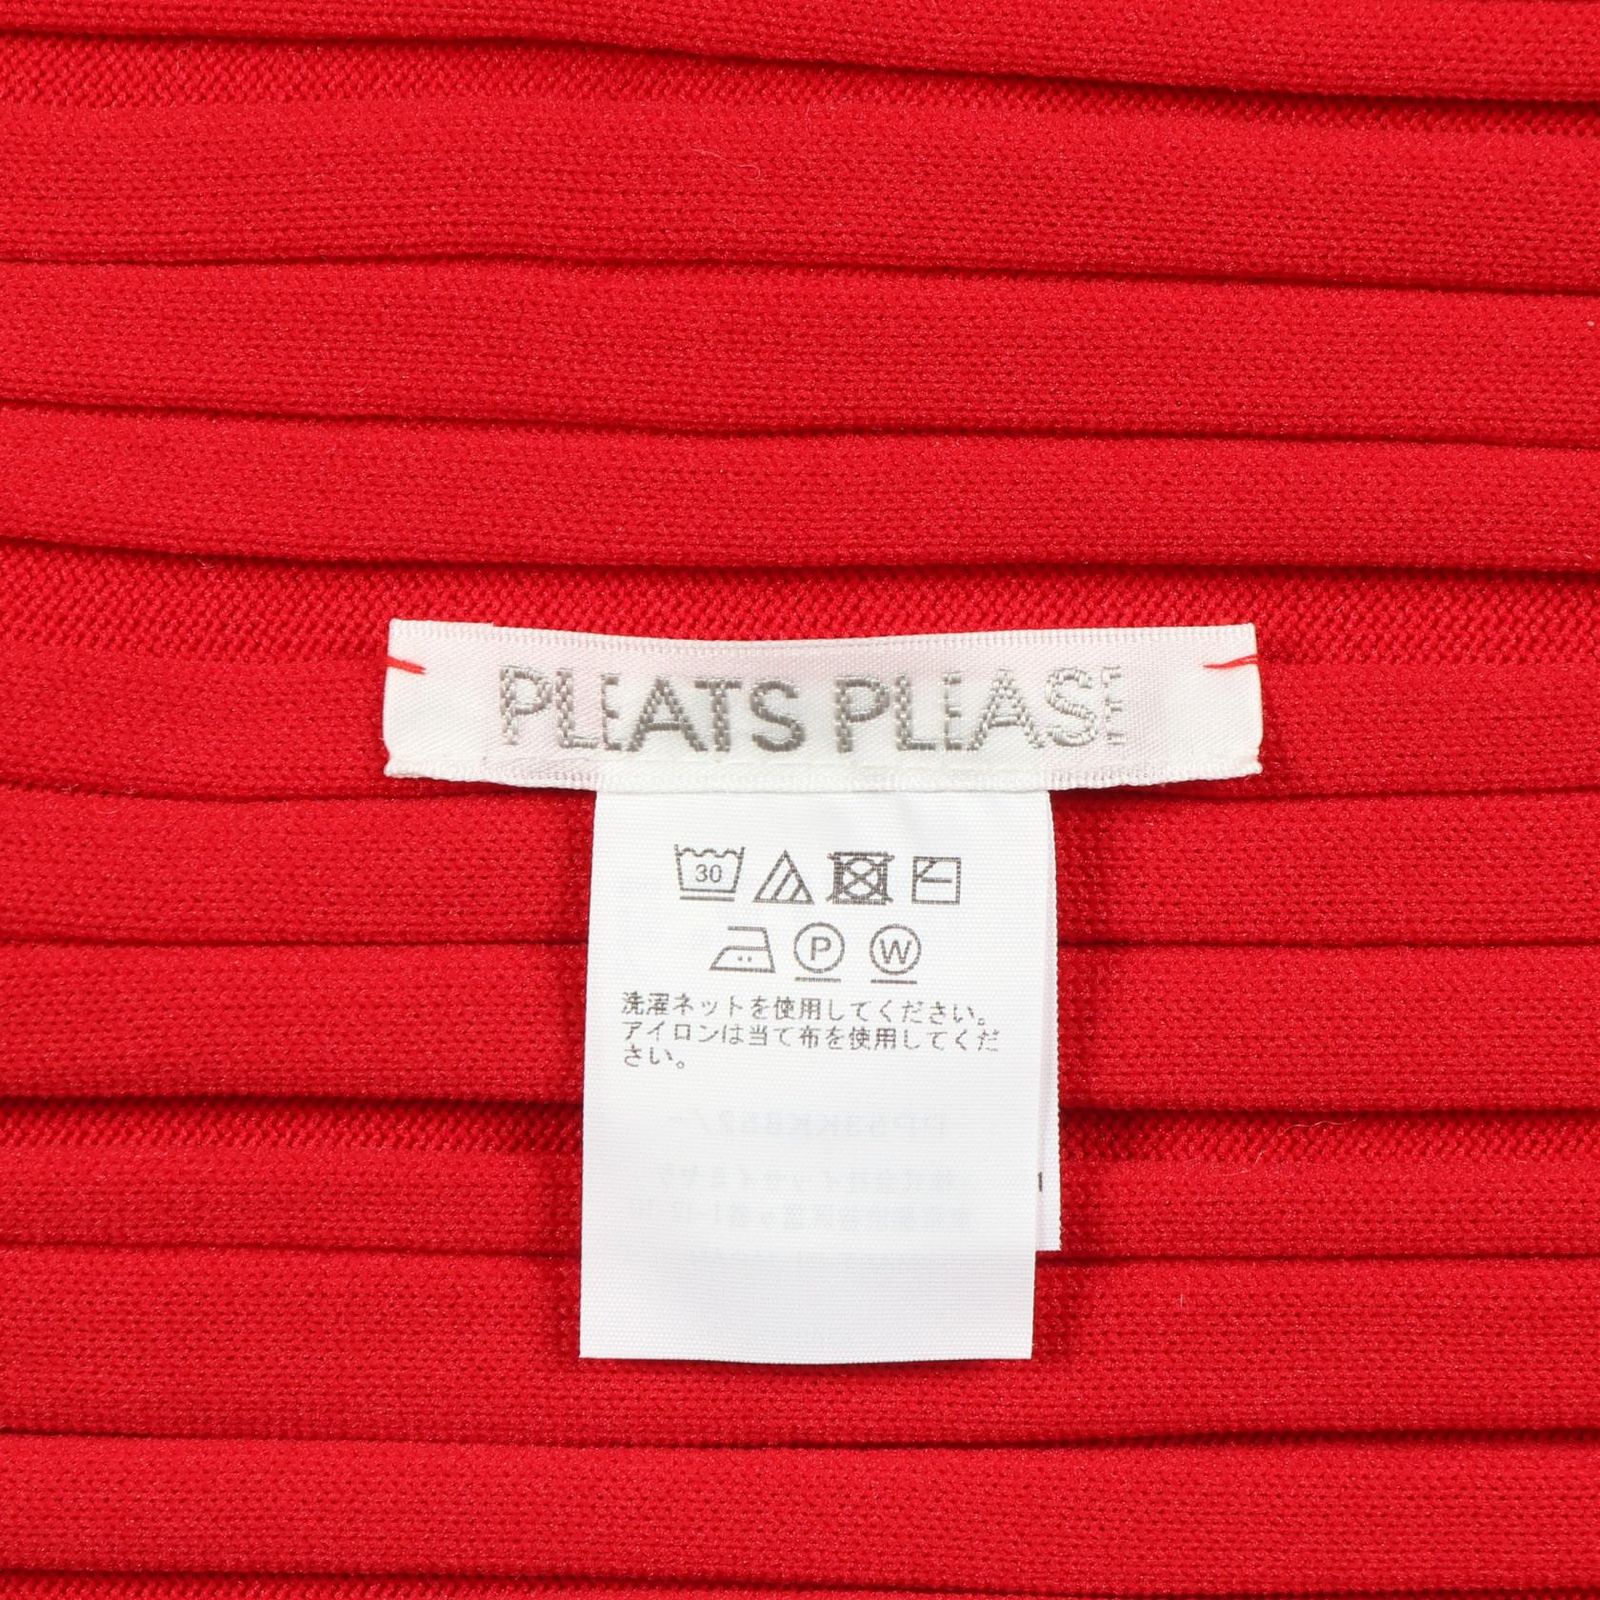 PLEATS PLEASE
30
P W
洗濯ネットを使用してください。
アイロンは当て布を使用してくだ
さい。